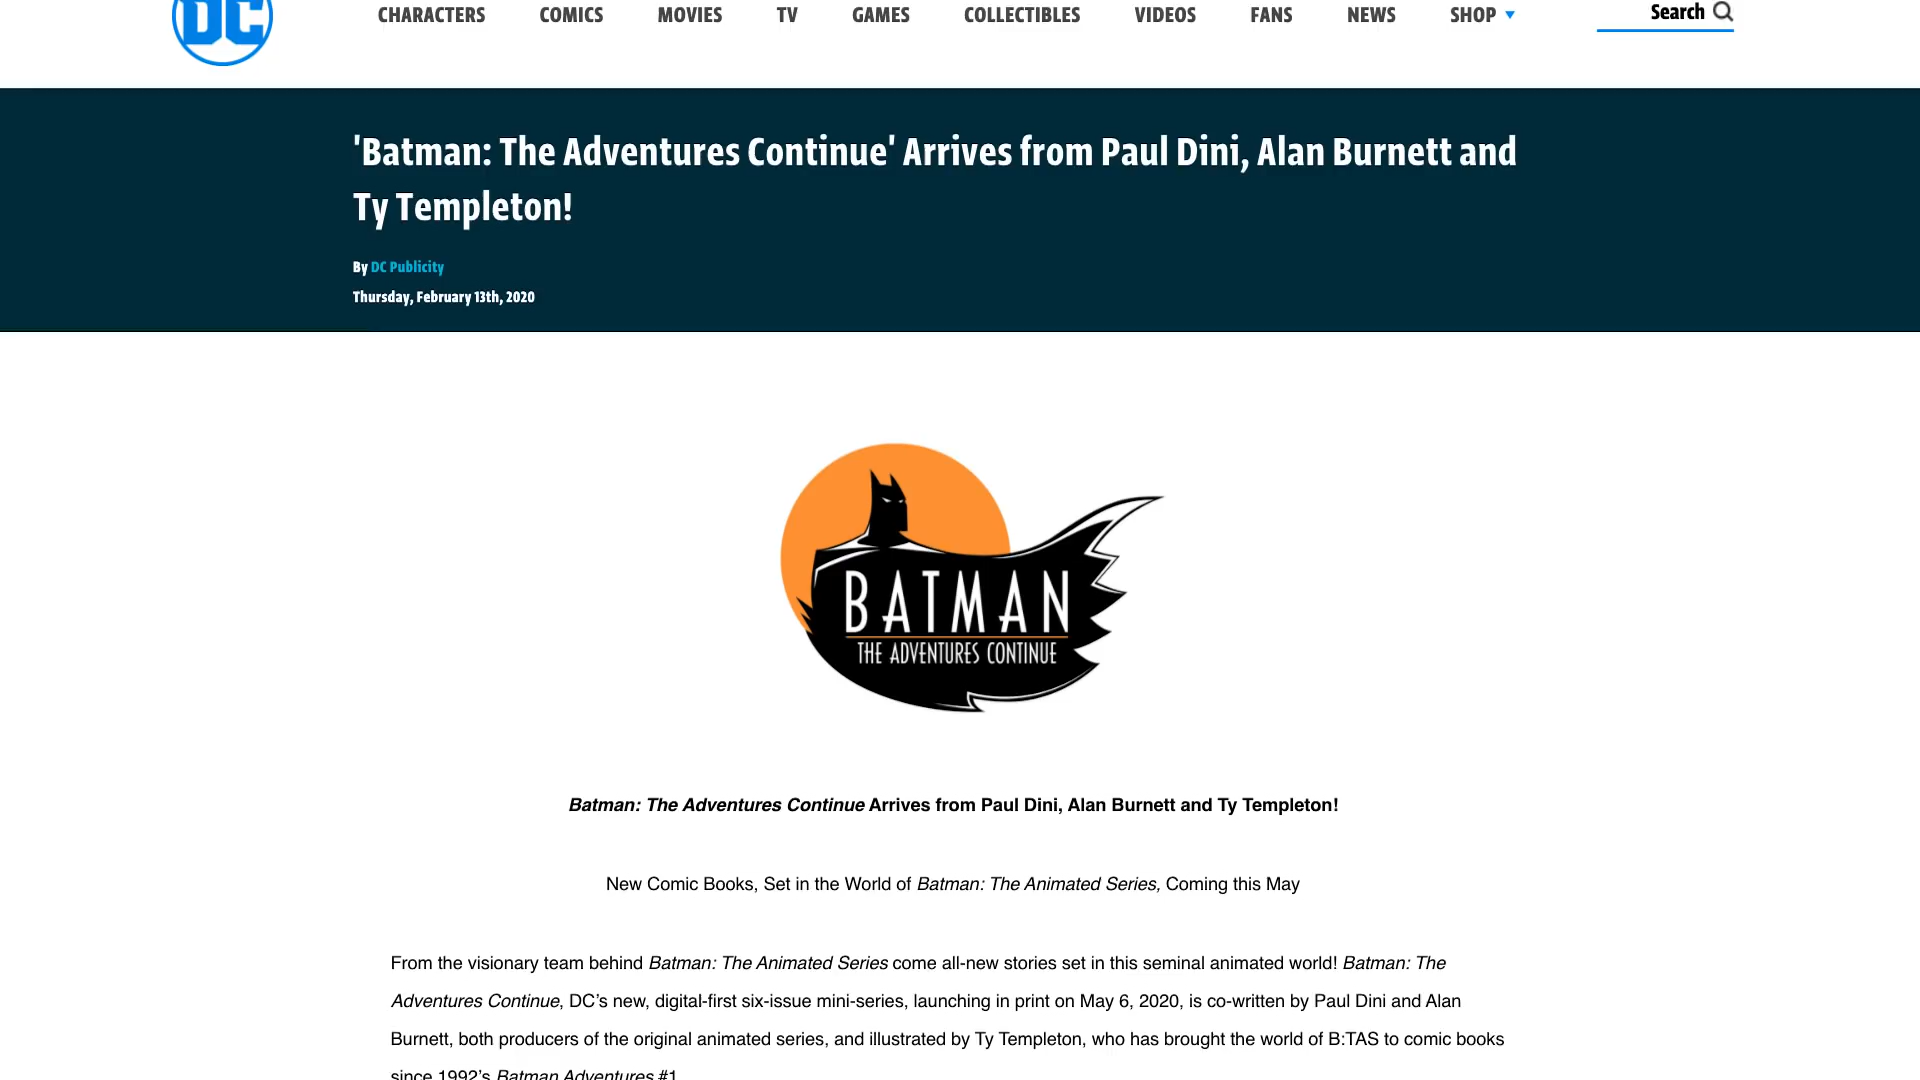 DC
CHARACTERS COMICS MOVIES TV GAMES COLLECTIBLES VIDEOS FANS NEWS SHOP Search
'Batman: The Adventures Continue' Arrives from Paul Dini, Alan Burnett and
Ty Templeton!
By DC Publicity
Thursday, February 13th, 2020
BATMAN
THE ADVENTURES CONTINUE
Batman: The Adventures Continue Arrives from Paul Dini, Alan Burnett and Ty Templeton!
New Comic Books, Set in the World of Batman: The Animated Series, Coming this May
From the visionary team behind Batman: The Animated Series come all-new stories set in this seminal animated world! Batman: The
Adventures Continue, DC’s new, digital-first six-issue mini-series, launching in print on May 6, 2020, is co-written by Paul Dini and Alan
Burnett, both producers of the original animated series, and illustrated by Ty Templeton, who has brought the world of B:TAS to comic books
since 1992’s Batman Adventures #1.